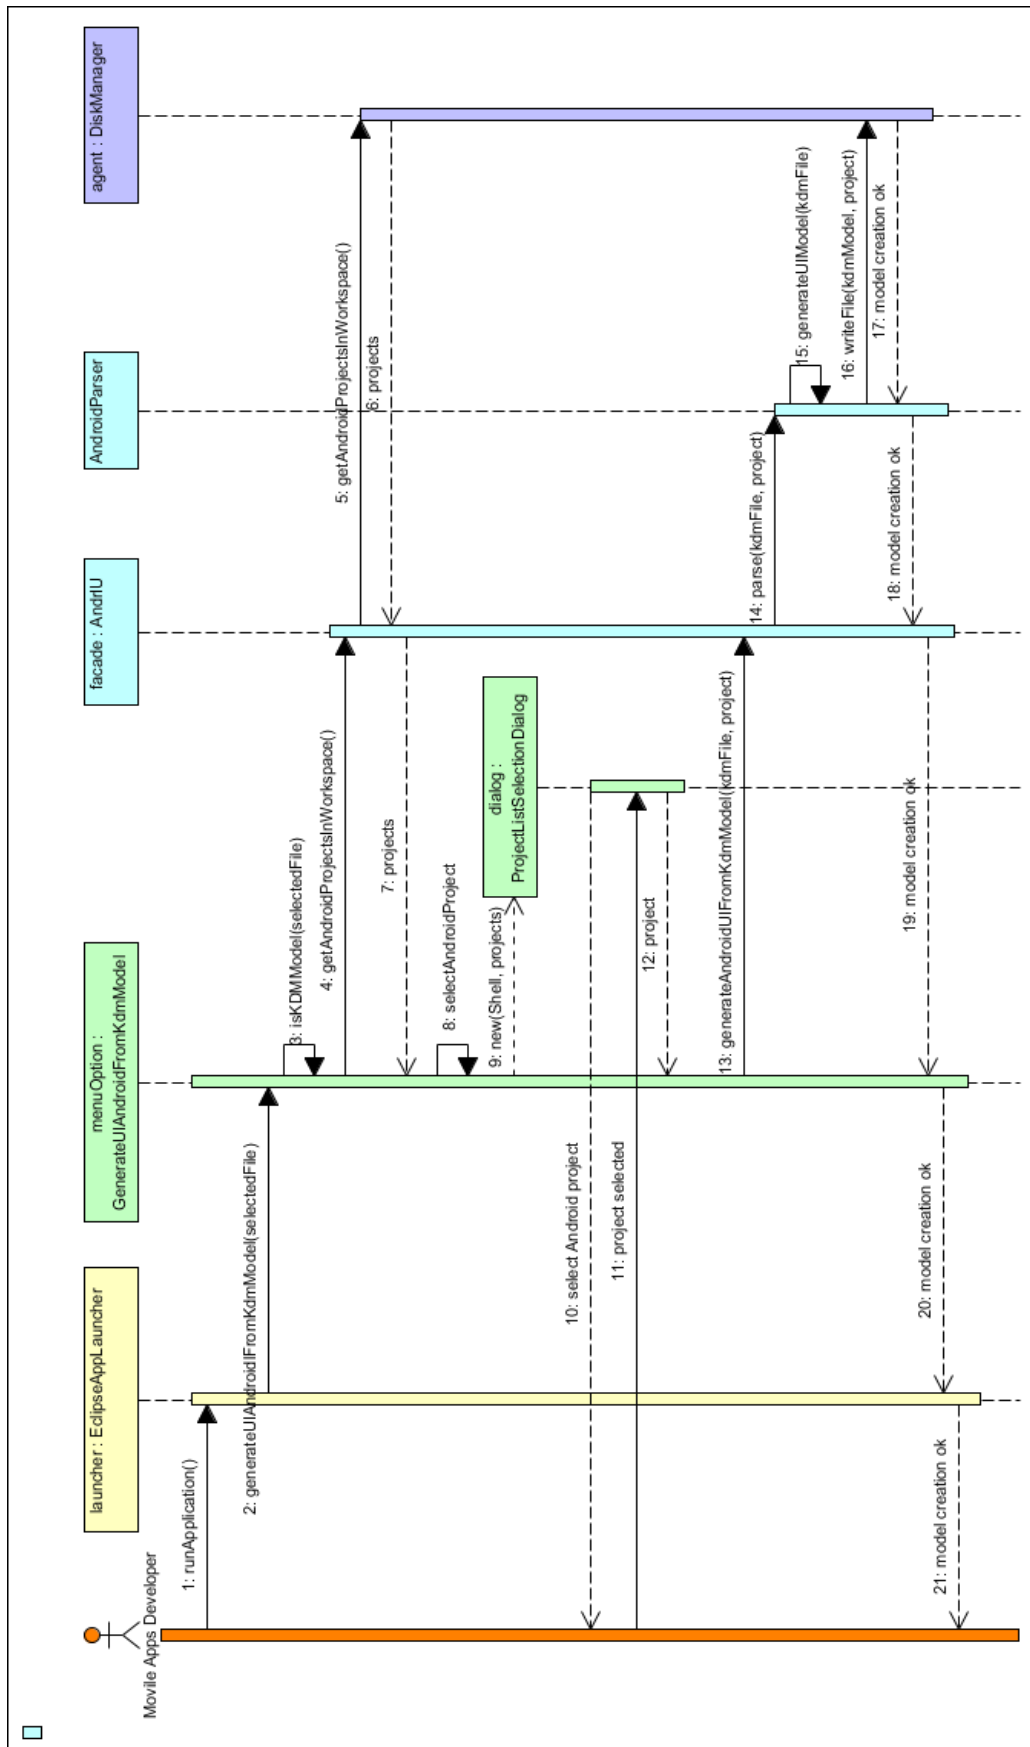 Movile Apps Developer
launcher : EclipseAppLauncher
menuOption :
GenerateUIAndroidFromKdmModel
dialog :
ProjectListSelectionDialog
facade : AndrIU
AndroidParser
agent : DiskManager
1: runApplication()
2: generateUIAndroidIFromKdmModel(selectedFile)
3: isKDMModel(selectedFile)
4: getAndroidProjectsInWorkspace()
5: getAndroidProjectsInWorkspace()
6: projects
7: projects
8: selectAndroidProject
9: new(Shell, projects)
10: select Android project
11: project selected
12: project
13: generateAndroidUIFromKdmModel(kdmFile, project)
14: parse(kdmFile, project)
15: generateUIModel(kdmFile)
16: writeFile(kdmModel, project)
17: model creation ok
18: model creation ok
19: model creation ok
20: model creation ok
21: model creation ok